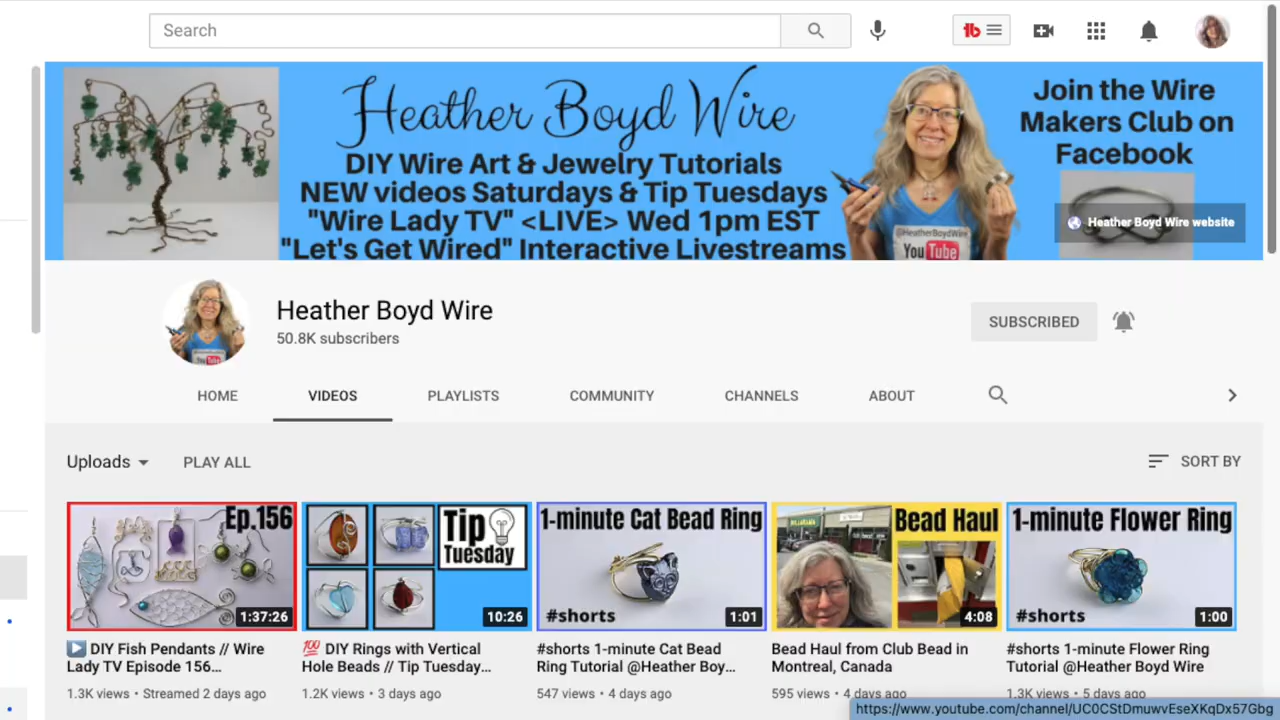 Search
Heather Boyd Wire
DIY Wire Art & Jewelry Tutorials
NEW videos Saturdays & Tip Tuesdays
"Wire Lady TV" <LIVE> Wed 1pm EST
"Let's Get Wired" Interactive Livestreams
@HeatherBoydWire
YouTube
Join the Wire
Makers Club on
Facebook
Heather Boyd Wire website
Heather Boyd Wire
50.8K subscribers
SUBSCRIBED
HOME
VIDEOS
PLAYLISTS
COMMUNITY
CHANNELS
ABOUT
Uploads
PLAY ALL
SORT BY
Ep.156
1:37:26
DIY Fish Pendants // Wire
Lady TV Episode 156...
1.3K views • Streamed 2 days ago
Tip
Tuesday
10:26
💯 DIY Rings with Vertical
Hole Beads // Tip Tuesday...
1.2K views • 3 days ago
1-minute Cat Bead Ring
#shorts
1:01
#shorts 1-minute Cat Bead
Ring Tutorial @Heather Boy...
547 views • 4 days ago
Bead Haul
4:08
Bead Haul from Club Bead in
Montreal, Canada
595 views • 4 days ago
1-minute Flower Ring
#shorts
1:00
#shorts 1-minute Flower Ring
Tutorial @Heather Boyd Wire
1.3K views • 5 days ago
https://www.youtube.com/channel/UC0CStDmuwvEseXKqDx57Gbg